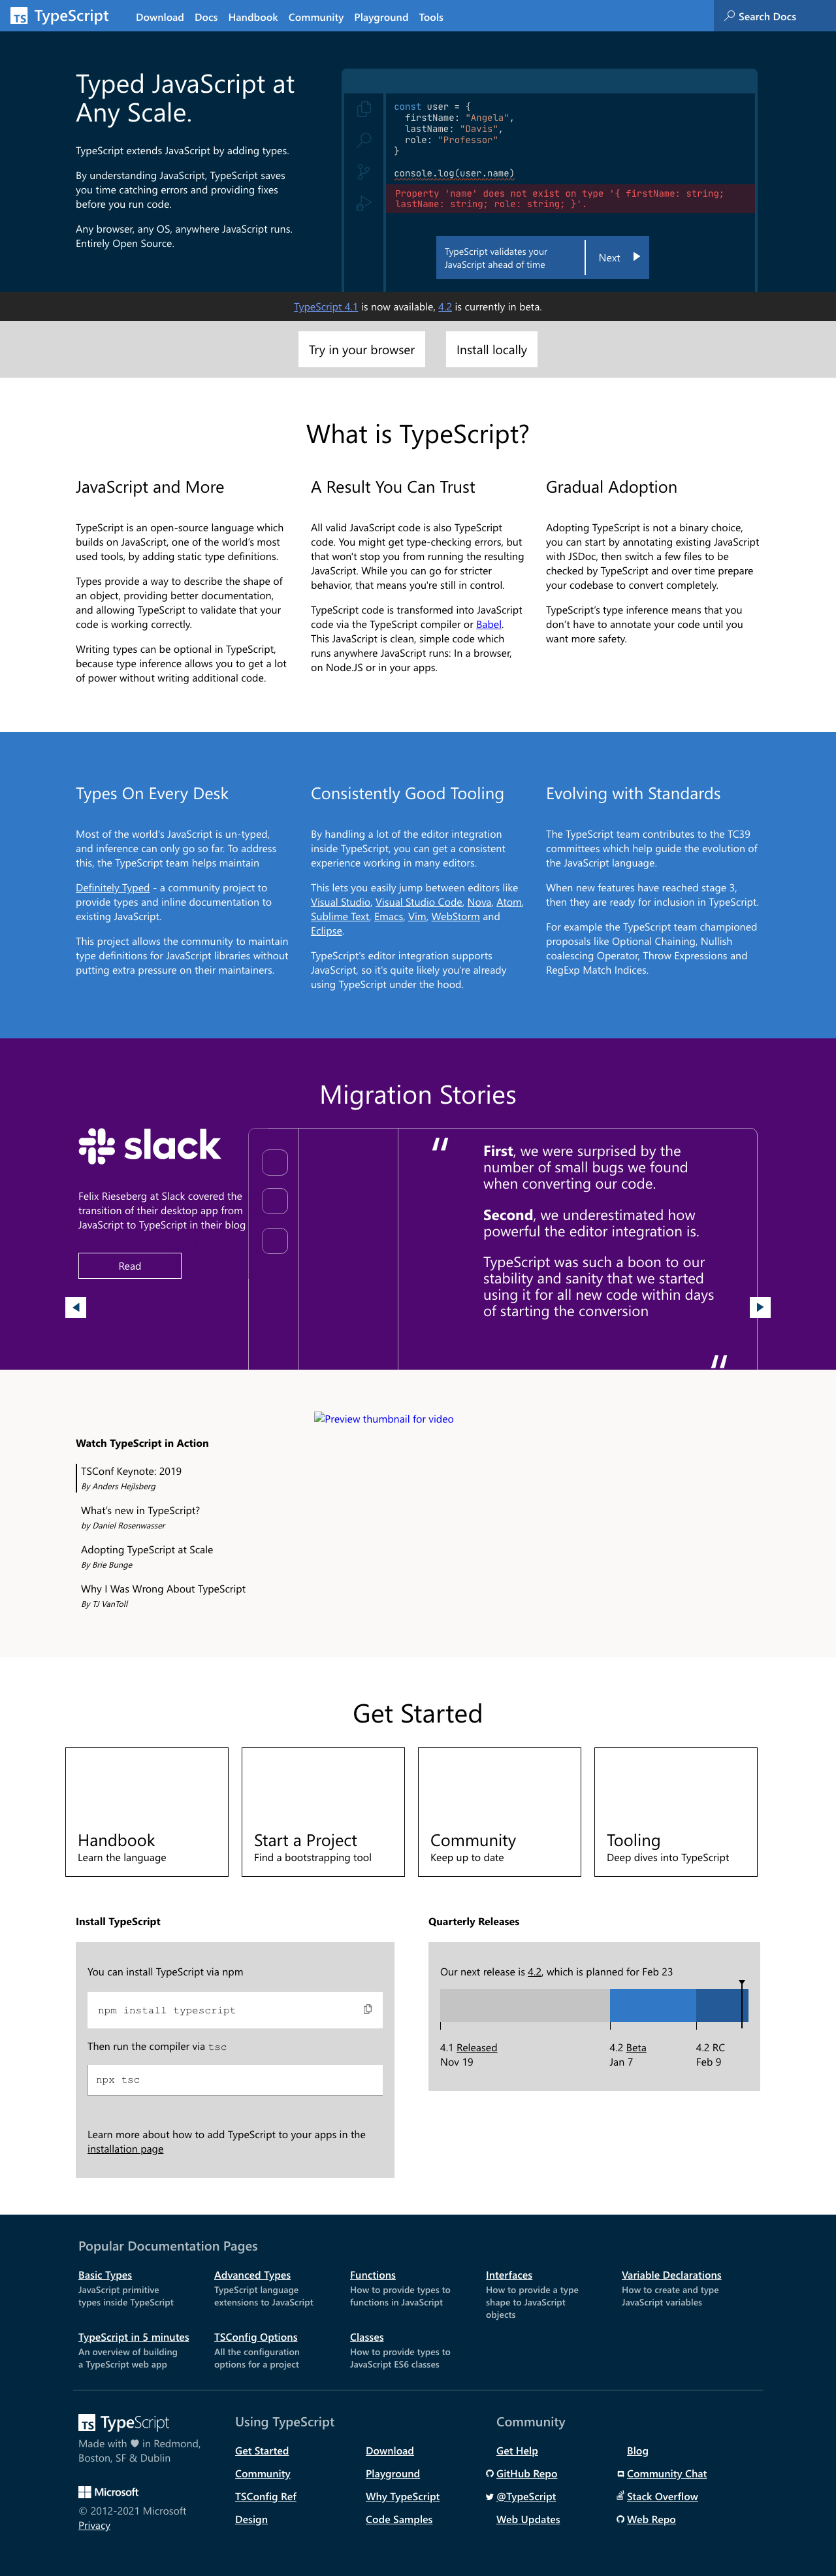 TS TypeScript Download Docs Handbook Community Playground Tools Search Docs
Typed JavaScript at
Any Scale.
TypeScript extends JavaScript by adding types.
By understanding JavaScript, TypeScript saves
you time catching errors and providing fixes
before you run code.
Any browser, any OS, anywhere JavaScript runs.
Entirely Open Source.
const user = {
firstName: "Angela",
lastName: "Davis",
role: "Professor"
}
console.log(user.name)
Property 'name' does not exist on type '{ firstName: string;
lastName: string; role: string; }'.
TypeScript validates your
JavaScript ahead of time
Next
TypeScript 4.1 is now available, 4.2 is currently in beta.
Try in your browser
Install locally
What is TypeScript?
JavaScript and More
TypeScript is an open-source language which
builds on JavaScript, one of the world’s most
used tools, by adding static type definitions.
Types provide a way to describe the shape of
an object, providing better documentation,
and allowing TypeScript to validate that your
code is working correctly.
Writing types can be optional in TypeScript,
because type inference allows you to get a lot
of power without writing additional code.
A Result You Can Trust
All valid JavaScript code is also TypeScript
code. You might get type-checking errors, but
that won't stop you from running the resulting
JavaScript. While you can go for stricter
behavior, that means you're still in control.
TypeScript code is transformed into JavaScript
code via the TypeScript compiler or Babel.
This JavaScript is clean, simple code which
runs anywhere JavaScript runs: In a browser,
on Node.JS or in your apps.
Gradual Adoption
Adopting TypeScript is not a binary choice,
you can start by annotating existing JavaScript
with JSDoc, then switch a few files to be
checked by TypeScript and over time prepare
your codebase to convert completely.
TypeScript’s type inference means that you
don’t have to annotate your code until you
want more safety.
Types On Every Desk
Most of the world's JavaScript is un-typed,
and inference can only go so far. To address
this, the TypeScript team helps maintain
Definitely Typed - a community project to
provide types and inline documentation to
existing JavaScript.
This project allows the community to maintain
type definitions for JavaScript libraries without
putting extra pressure on their maintainers.
Consistently Good Tooling
By handling a lot of the editor integration
inside TypeScript, you can get a consistent
experience working in many editors.
This lets you easily jump between editors like
Visual Studio, Visual Studio Code, Nova, Atom,
Sublime Text, Emacs, Vim, WebStorm and
Eclipse.
TypeScript's editor integration supports
JavaScript, so it's quite likely you're already
using TypeScript under the hood.
Evolving with Standards
The TypeScript team contributes to the TC39
committees which help guide the evolution of
the JavaScript language.
When new features have reached stage 3,
then they are ready for inclusion in TypeScript.
For example the TypeScript team championed
proposals like Optional Chaining, Nullish
coalescing Operator, Throw Expressions and
RegExp Match Indices.
Migration Stories
slack
Felix Rieseberg at Slack covered the
transition of their desktop app from
JavaScript to TypeScript in their blog
Read
"
First, we were surprised by the
number of small bugs we found
when converting our code.
Second, we underestimated how
powerful the editor integration is.
TypeScript was such a boon to our
stability and sanity that we started
using it for all new code within days
of starting the conversion
"
Preview thumbnail for video
Watch TypeScript in Action
TSConf Keynote: 2019
By Anders Hejlsberg
What’s new in TypeScript?
by Daniel Rosenwasser
Adopting TypeScript at Scale
By Brie Bunge
Why I Was Wrong About TypeScript
By TJ VanToll
Get Started
Handbook
Learn the language
Start a Project
Find a bootstrapping tool
Community
Keep up to date
Tooling
Deep dives into TypeScript
Install TypeScript
You can install TypeScript via npm
npm install typescript
Then run the compiler via tsc
npx tsc
Learn more about how to add TypeScript to your apps in the
installation page
Quarterly Releases
Our next release is 4.2, which is planned for Feb 23
4.1 Released
Nov 19
4.2 Beta
Jan 7
4.2 RC
Feb 9
Popular Documentation Pages
Basic Types
JavaScript primitive
types inside TypeScript
Advanced Types
TypeScript language
extensions to JavaScript
Functions
How to provide types to
functions in JavaScript
Interfaces
How to provide a type
shape to JavaScript
objects
Variable Declarations
How to create and type
JavaScript variables
TypeScript in 5 minutes
An overview of building
a TypeScript web app
TSConfig Options
All the configuration
options for a project
Classes
How to provide types to
JavaScript ES6 classes
TS TypeScript
Made with ♥ in Redmond,
Boston, SF & Dublin
Microsoft
© 2012-2021 Microsoft
Privacy
Using TypeScript
Get Started
Download
Community
Playground
TSConfig Ref
Why TypeScript
Design
Code Samples
Community
Get Help
Blog
GitHub Repo
Community Chat
@TypeScript
Stack Overflow
Web Updates
Web Repo